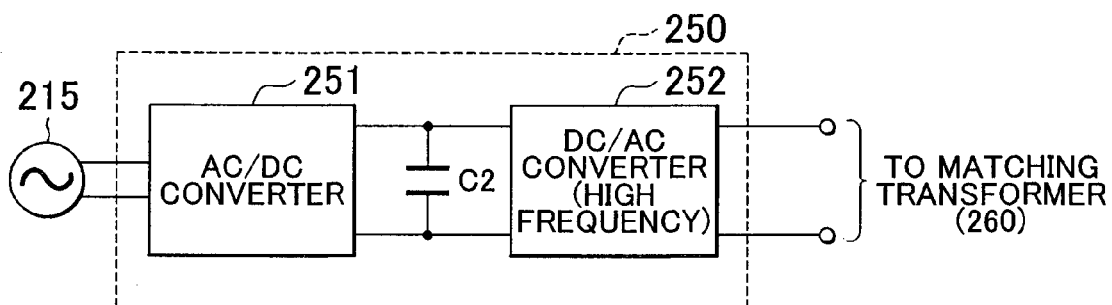 250
215
251
252
AC/DC
CONVERTER
C2
DC/AC
CONVERTER
(HIGH
FREQUENCY)
TO MATCHING
TRANSFORMER
(260)